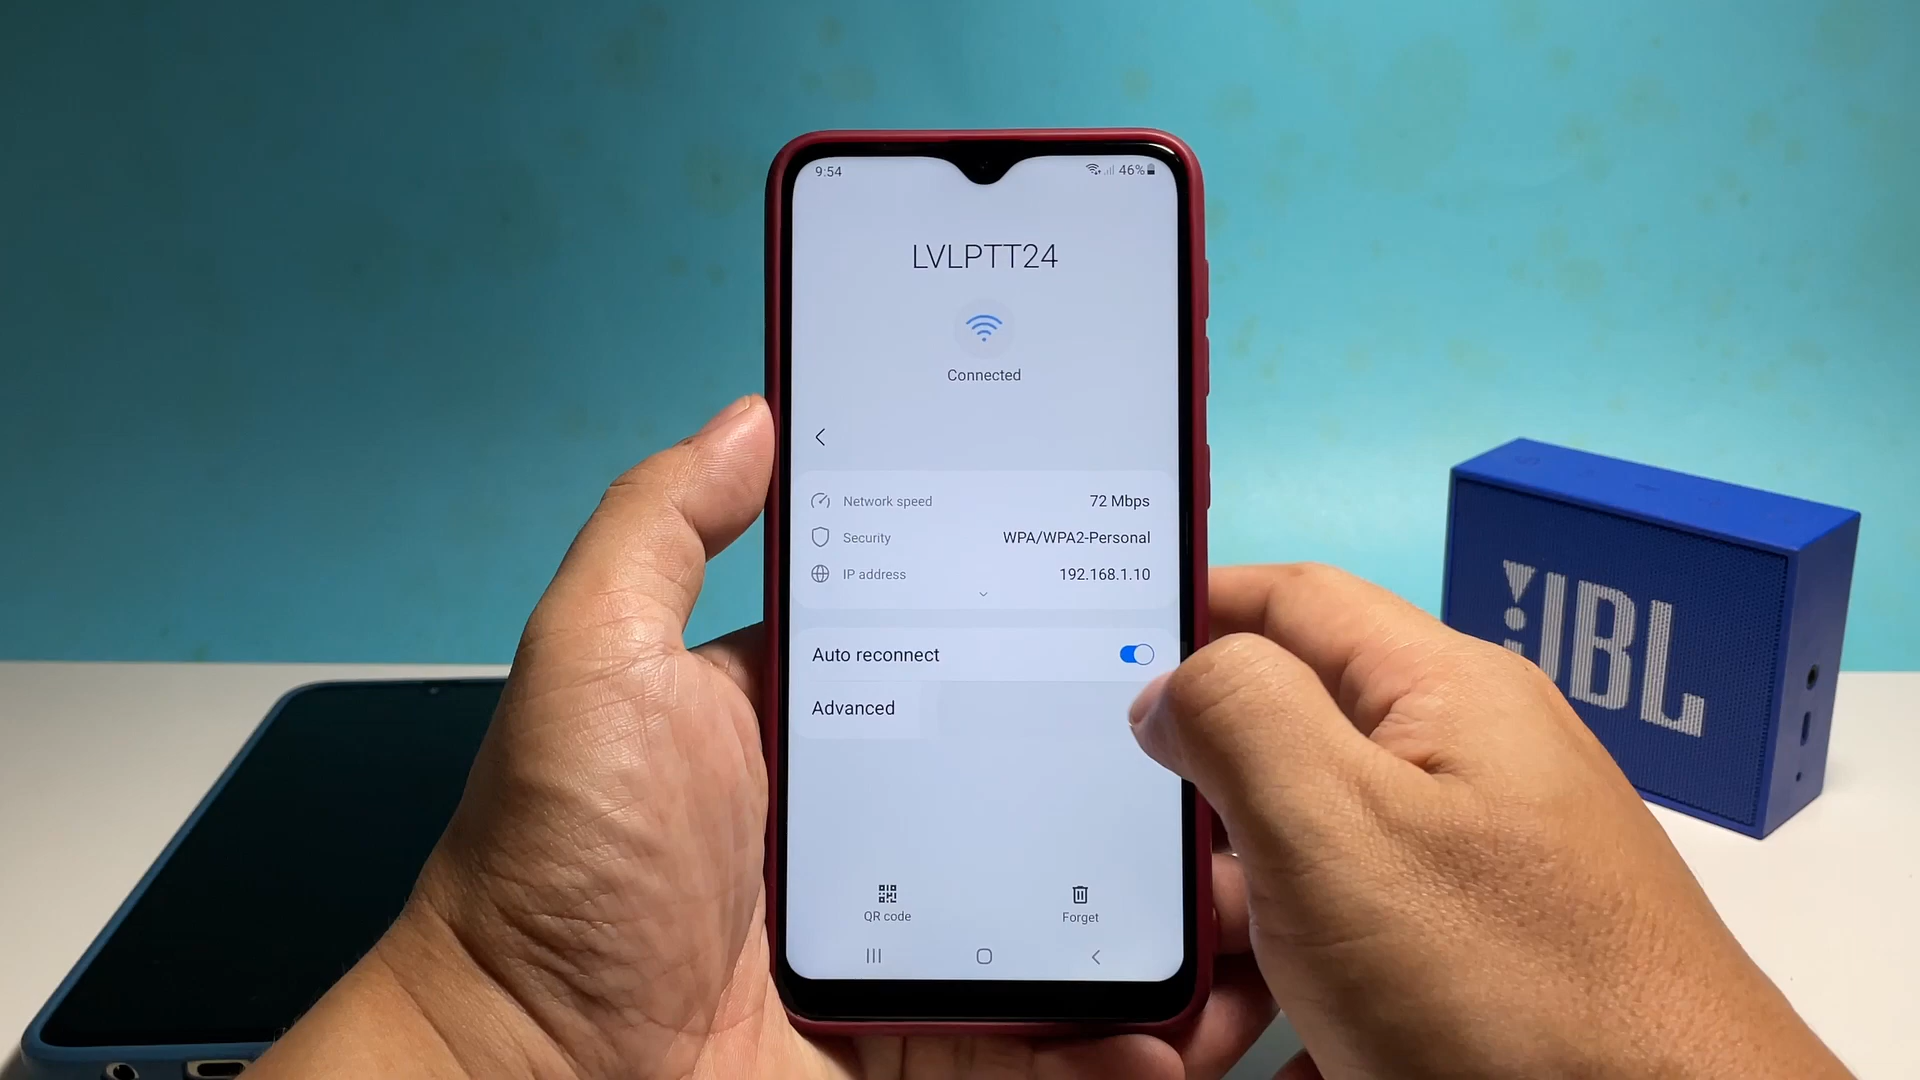 9:54
46%
LVLPTT24
Connected
Network speed 72 Mbps
Security WPA/WPA2-Personal
IP address 192.168.1.10
Auto reconnect
Advanced
QR code
Forget
JBL